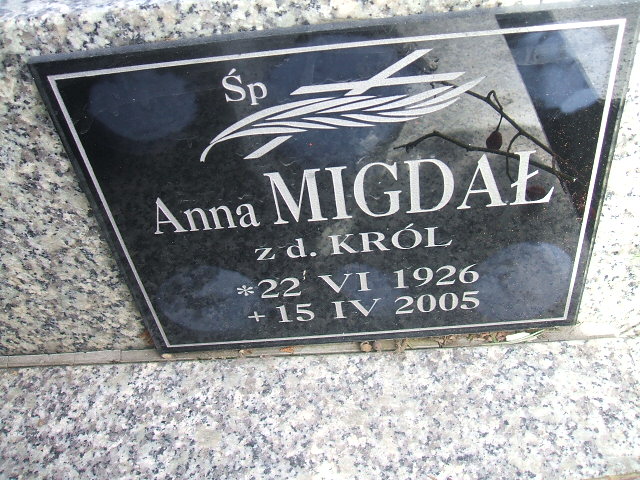 Śp
Anna MIGDAŁ
z d. KRÓL
*22 VI 1926
+15 IV 2005